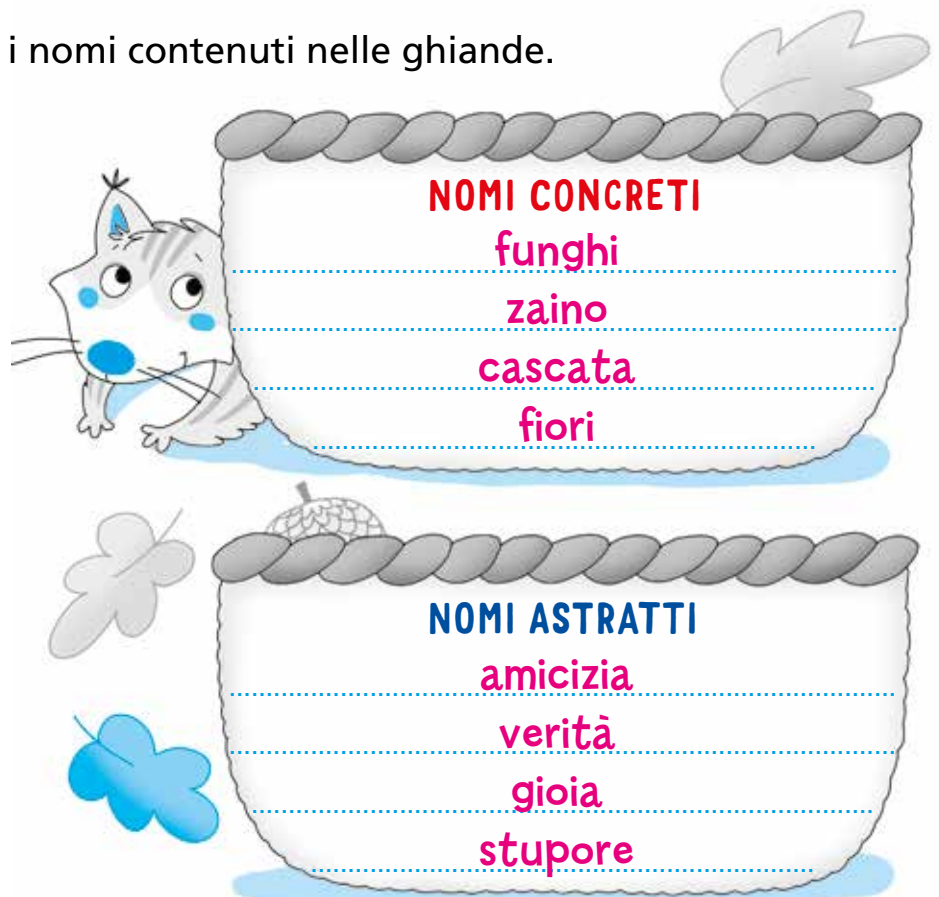 i nomi contenuti nelle ghiande.
NOMI CONCRETI
funghi
zaino
cascata
fiori
NOMI ASTRATTI
amicizia
verità
gioia
stupore